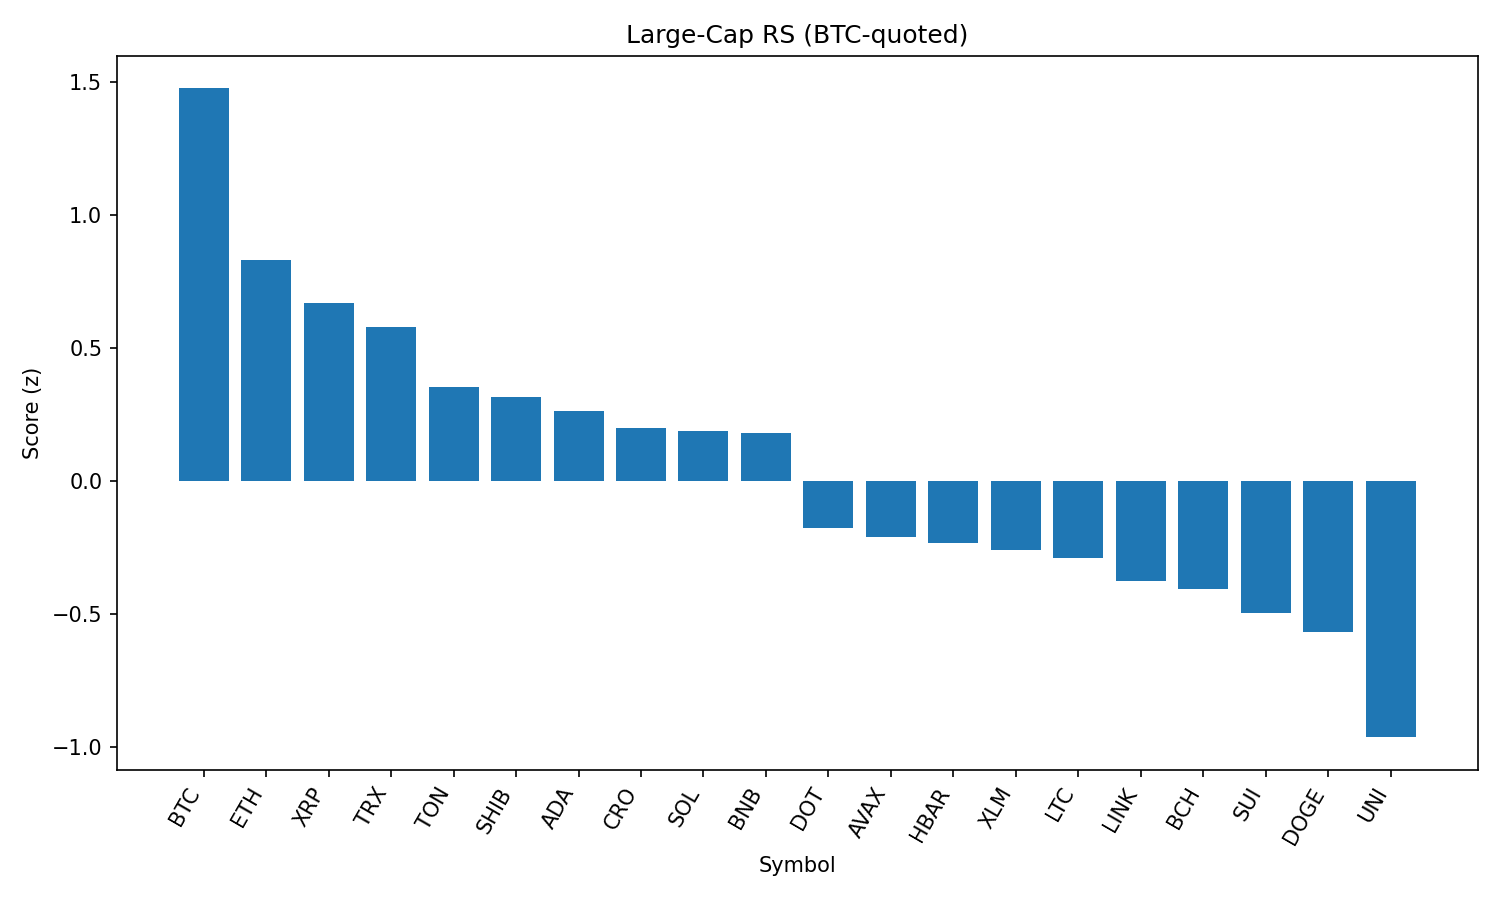 Large-Cap RS (BTC-quoted)
1.5
1.0
0.5
0.0
−0.5
−1.0
Score (z)
BTC
ETH
XRP
TRX
TON
SHIB
ADA
CRO
SOL
BNB
DOT
AVAX
HBAR
XLM
LTC
LINK
BCH
SUI
DOGE
UNI
Symbol